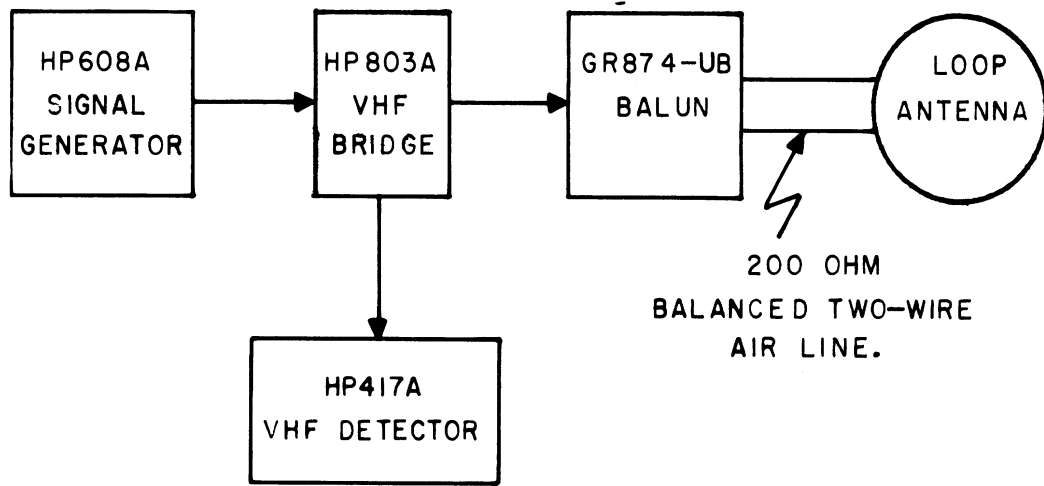 HP608A
SIGNAL
GENERATOR
HP803A
VHF
BRIDGE
GR874-UB
BALUN
LOOP
ANTENNA
200 OHM
BALANCED TWO-WIRE
AIR LINE.
HP417A
VHF DETECTOR